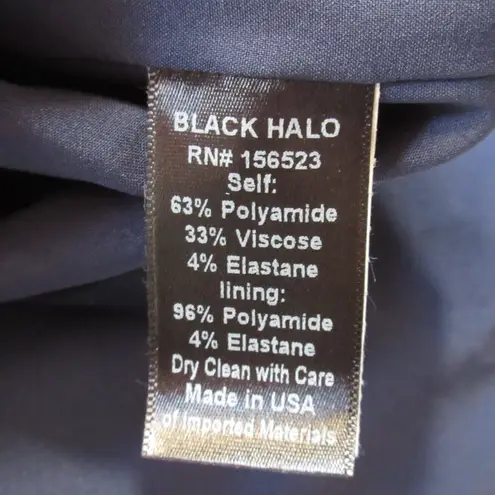 BLACK HALO
RN# 156523
Self:
63% Polyamide
33% Viscose
4% Elastane
lining:
96% Polyamide
4% Elastane
Dry Clean with Care
Made in USA
of Imported Materials